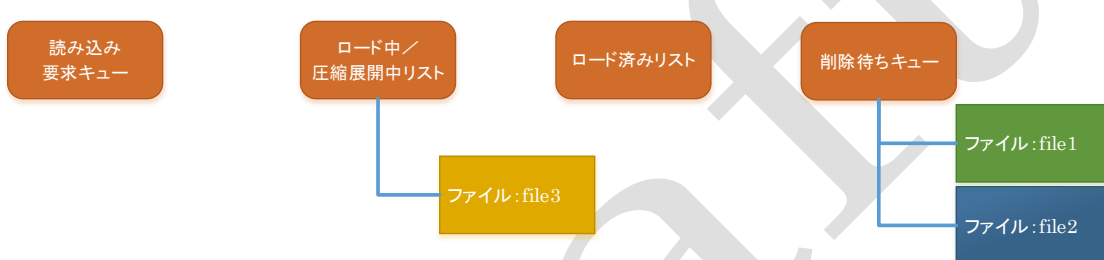 読み込み
要求キュー
ロード中／
圧縮展開中リスト
ロード済みリスト
削除待ちキュー
ファイル:file1
ファイル:file3
ファイル:file2